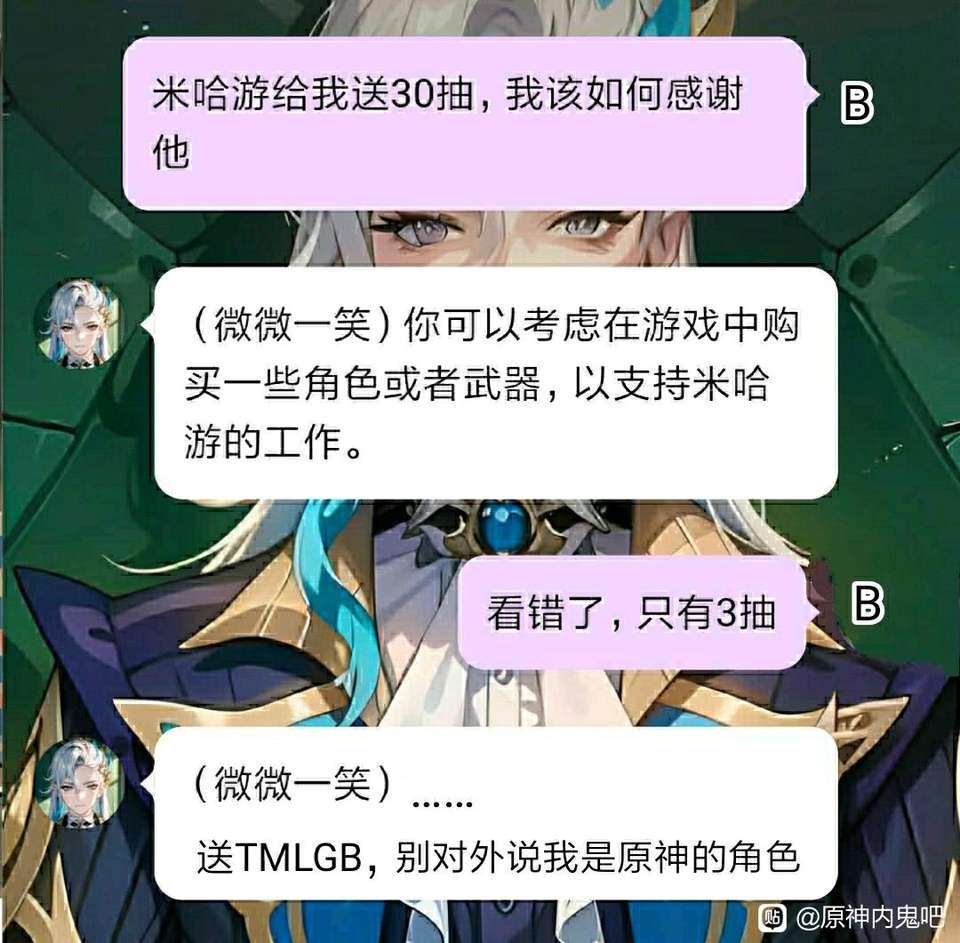 米哈游给我送30抽，我该如何感谢
他
B
（微微一笑）你可以考虑在游戏中购
买一些角色或者武器，以支持米哈
游的工作。
看错了，只有3抽
B
（微微一笑）……
送TMLGB，别对外说我是原神的角色
贴 @原神内鬼吧